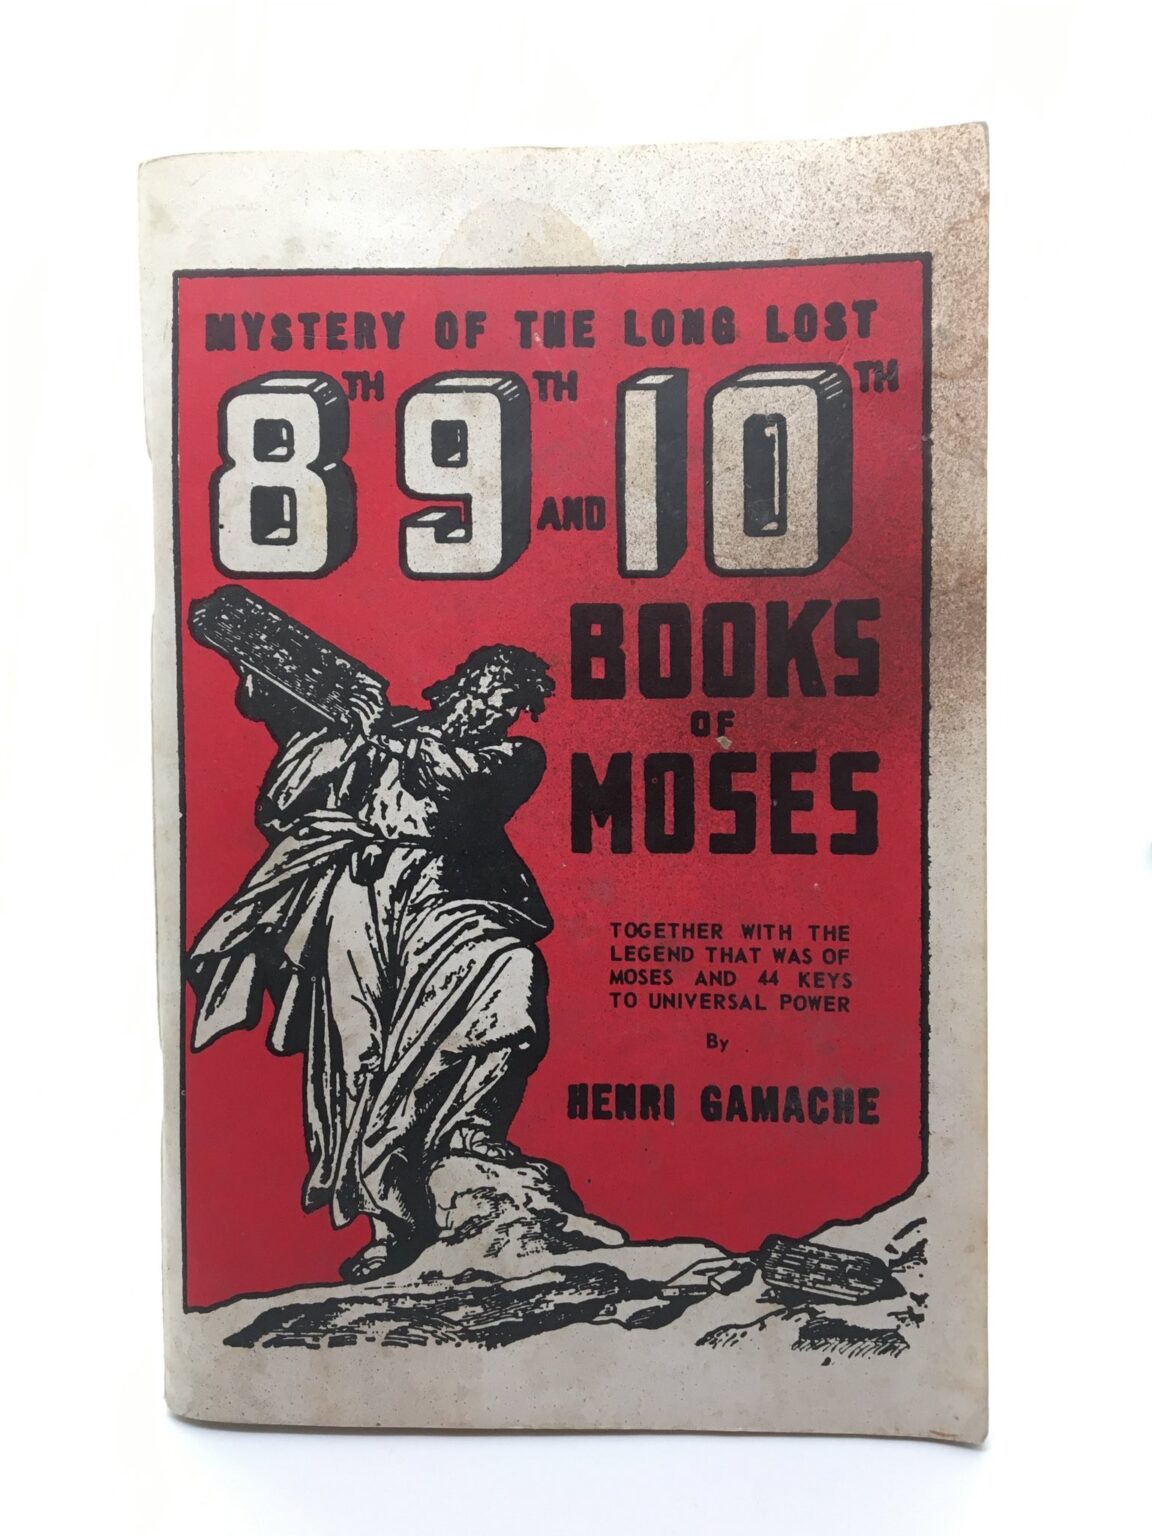 MYSTERY OF THE LONG LOST
8TH 9TH AND 10TH
BOOKS
OF
MOSES
TOGETHER WITH THE
LEGEND THAT WAS OF
MOSES AND 44 KEYS
TO UNIVERSAL POWER
By
HENRI GAMACHE